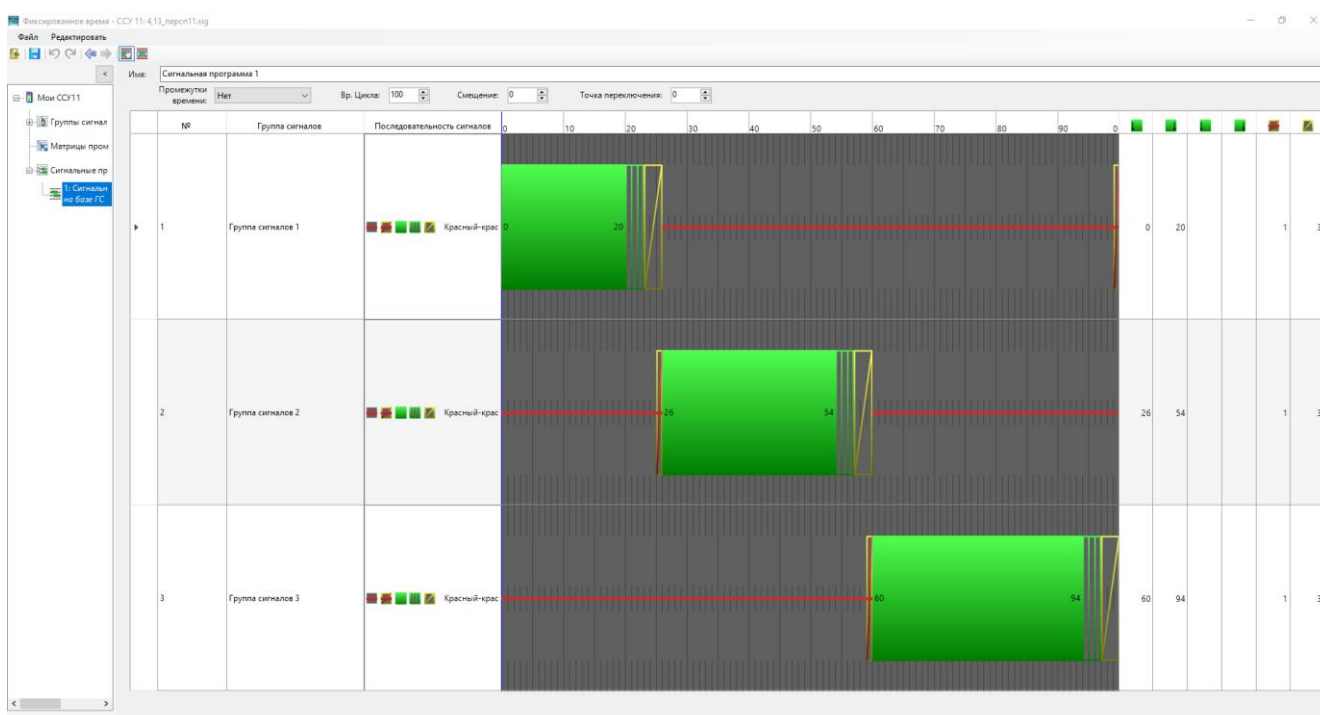 Фиксированное время - ССУ 11: 4,13_персп11.sig
Файл Редактировать
< Имя: Сигнальная программа 1
Промежутки времени: Нет Вр. Цикла: 100 Смещение: 0 Точка переключения: 0
Мои ССУ11
Группы сигнал
Матрицы пром
Сигнальные пр
1: Сигнальн
на базе ГС
№ Группа сигналов Последовательность сигналов 0 10 20 30 40 50 60 70 80 90 0
1 Группа сигналов 1 Красный-крас 0 20 0 20 1 3
2 Группа сигналов 2 Красный-крас 26 54 26 54 1 3
3 Группа сигналов 3 Красный-крас 60 94 60 94 1 3
< >